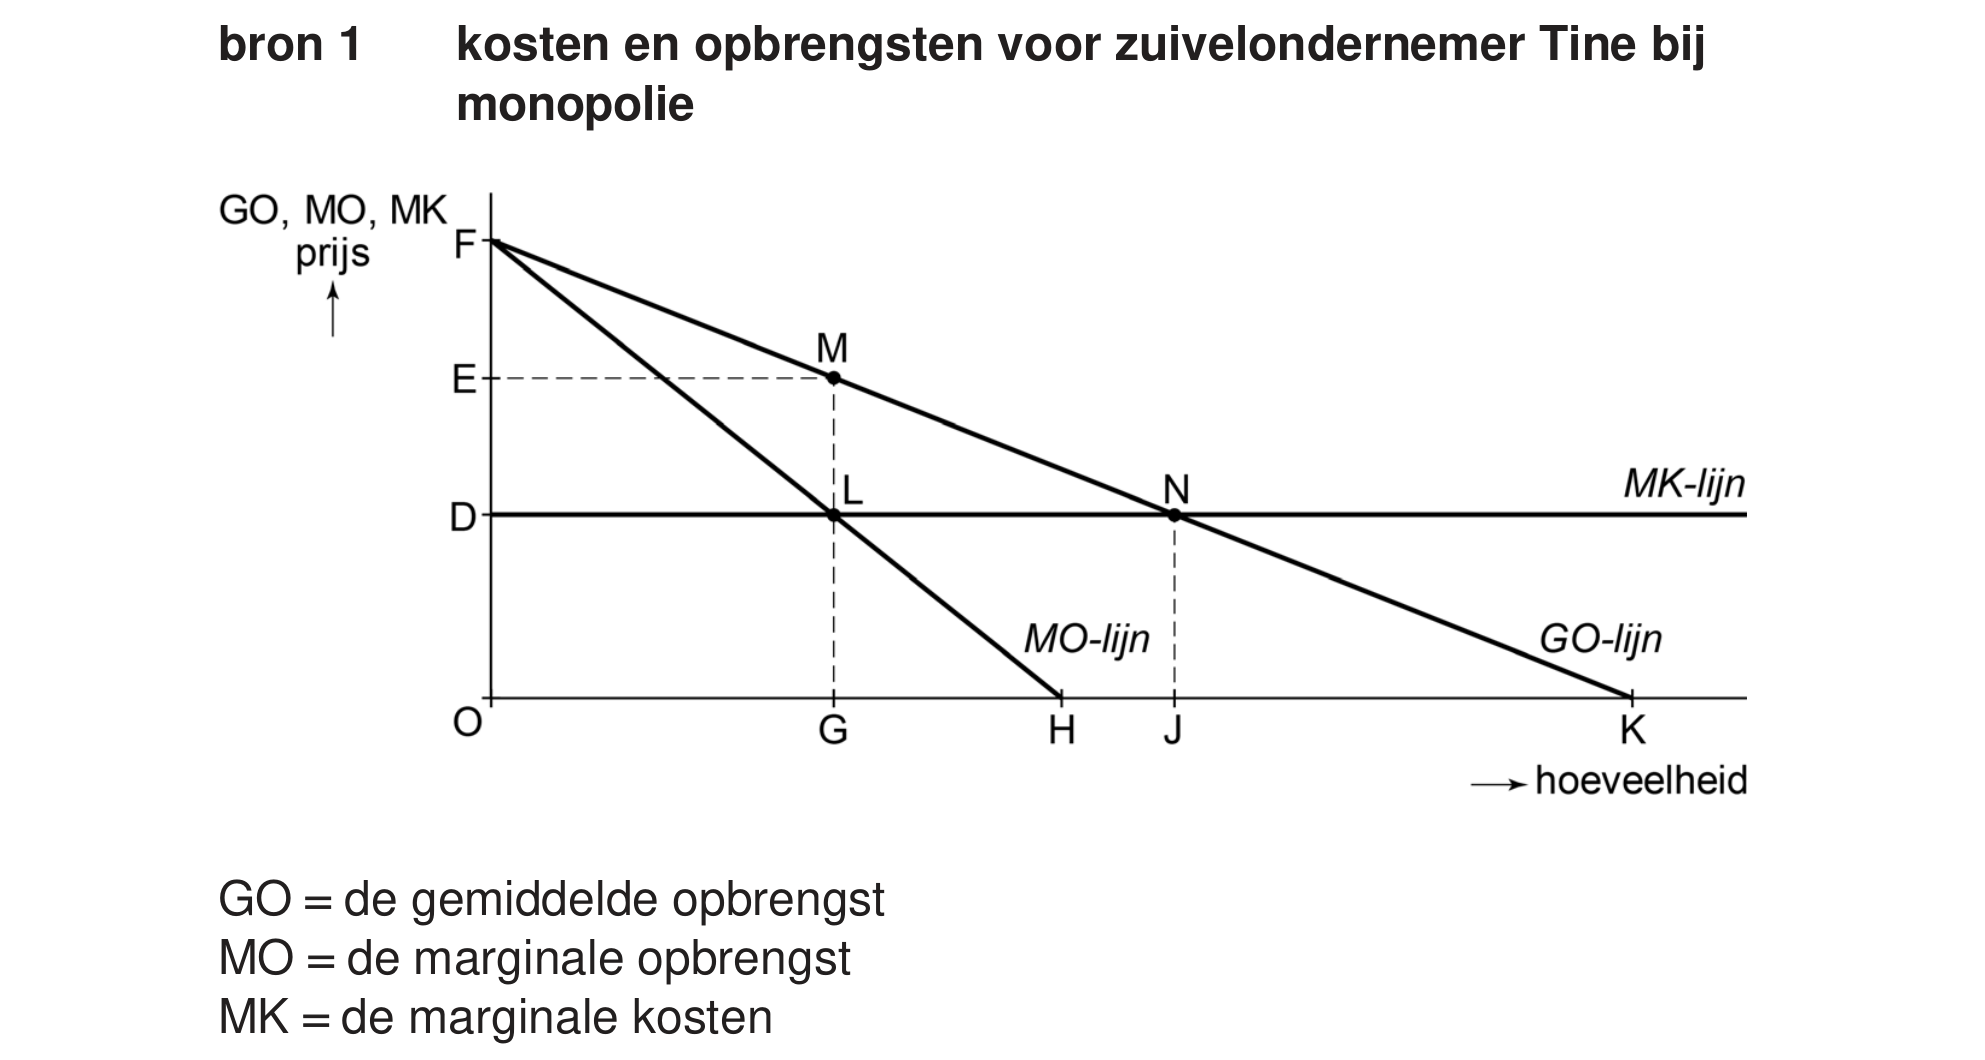 bron 1 kosten en opbrengsten voor zuivelondernemer Tine bij
monopolie
GO, MO, MK
prijs
F
M
E
L
N
MK-lijn
D
MO-lijn
GO-lijn
O
G
H
J
K
hoeveelheid
GO = de gemiddelde opbrengst
MO = de marginale opbrengst
MK = de marginale kosten